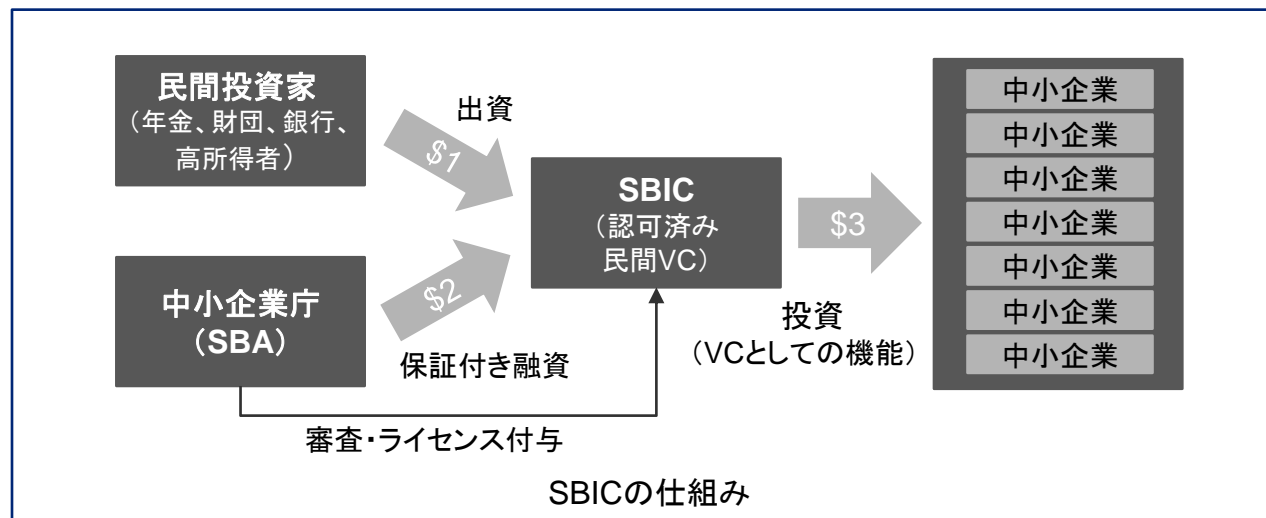 民間投資家
（年金、財団、銀行、
高所得者）
出資
$1
中小企業庁
（SBA）
$2
保証付き融資
審査・ライセンス付与
SBIC
（認可済み
民間VC）
$3
投資
（VCとしての機能）
中小企業
中小企業
中小企業
中小企業
中小企業
中小企業
中小企業
SBICの仕組み